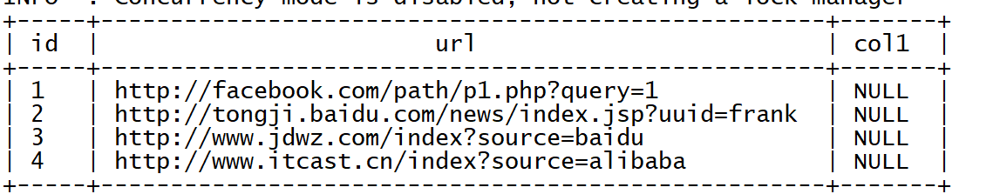 INFO  : Concurrency mode is disabled, not creating a lock manager
+-----+----------------------------------------------------+-------+
| id  |                        url                         | col1  |
+-----+----------------------------------------------------+-------+
| 1   | http://facebook.com/path/p1.php?query=1            | NULL  |
| 2   | http://tongji.baidu.com/news/index.jsp?uuid=frank  | NULL  |
| 3   | http://www.jdwz.com/index?source=baidu             | NULL  |
| 4   | http://www.itcast.cn/index?source=alibaba          | NULL  |
+-----+----------------------------------------------------+-------+